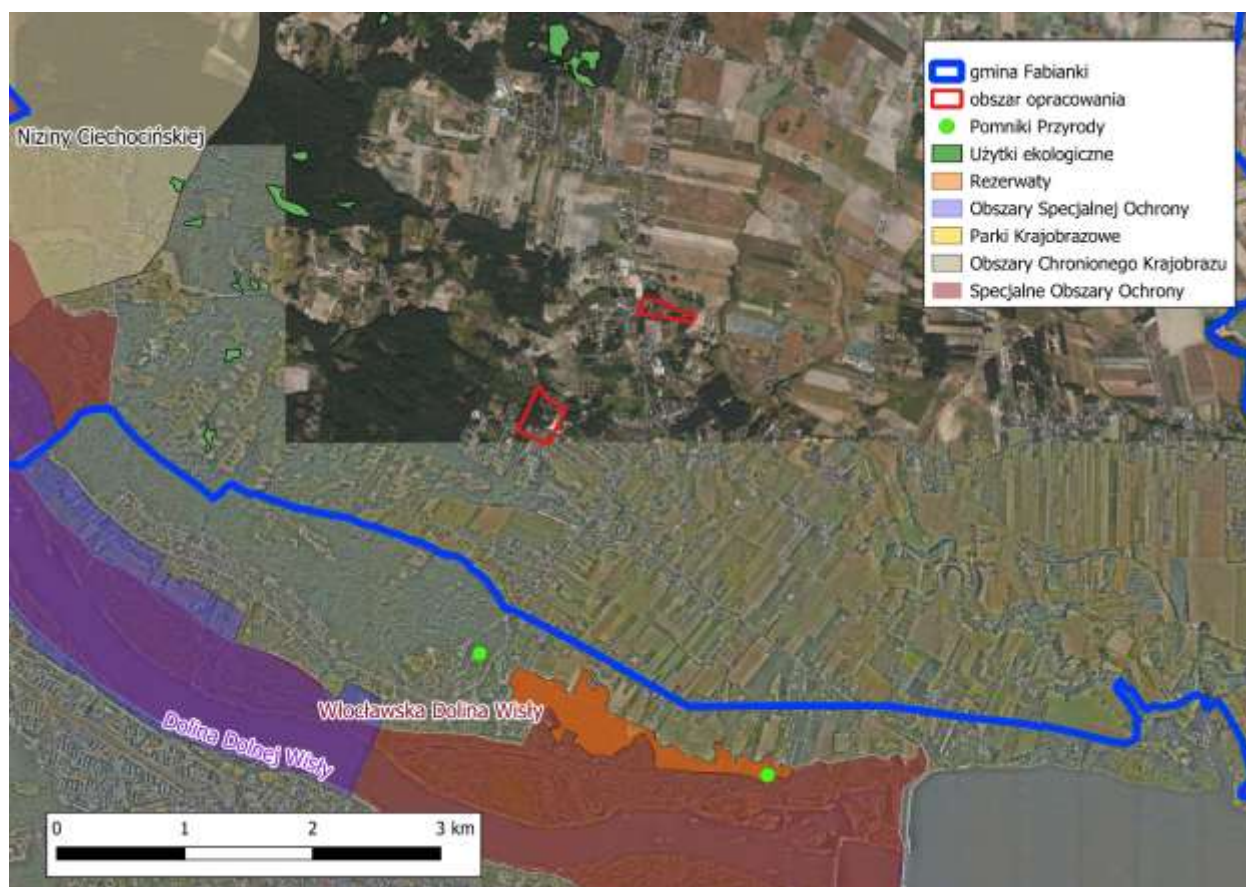 gmina Fabianki
obszar opracowania
Pomniki Przyrody
Użytki ekologiczne
Rezerwaty
Obszary Specjalnej Ochrony
Parki Krajobrazowe
Obszary Chronionego Krajobrazu
Specjalne Obszary Ochrony
Niziny Ciechocińskiej
Włocławska Dolina Wisły
Dolina Dolnej Wisły
0 1 2 3 km